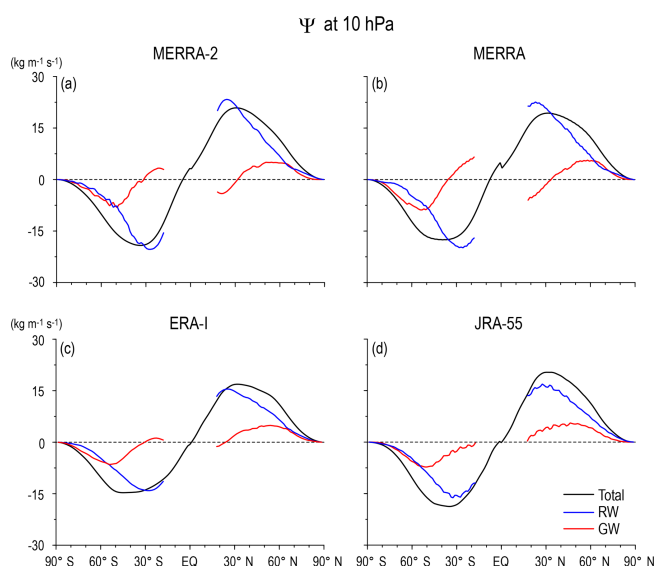 Ψ at 10 hPa
MERRA-2
MERRA
(kg m⁻¹ s⁻¹)
30
(a)
(b)
15
0
-15
-30
ERA-I
JRA-55
(kg m⁻¹ s⁻¹)
30
(c)
(d)
15
0
-15
-30
Total
RW
GW
90° S 60° S 30° S EQ 30° N 60° N 90° N
90° S 60° S 30° S EQ 30° N 60° N 90° N